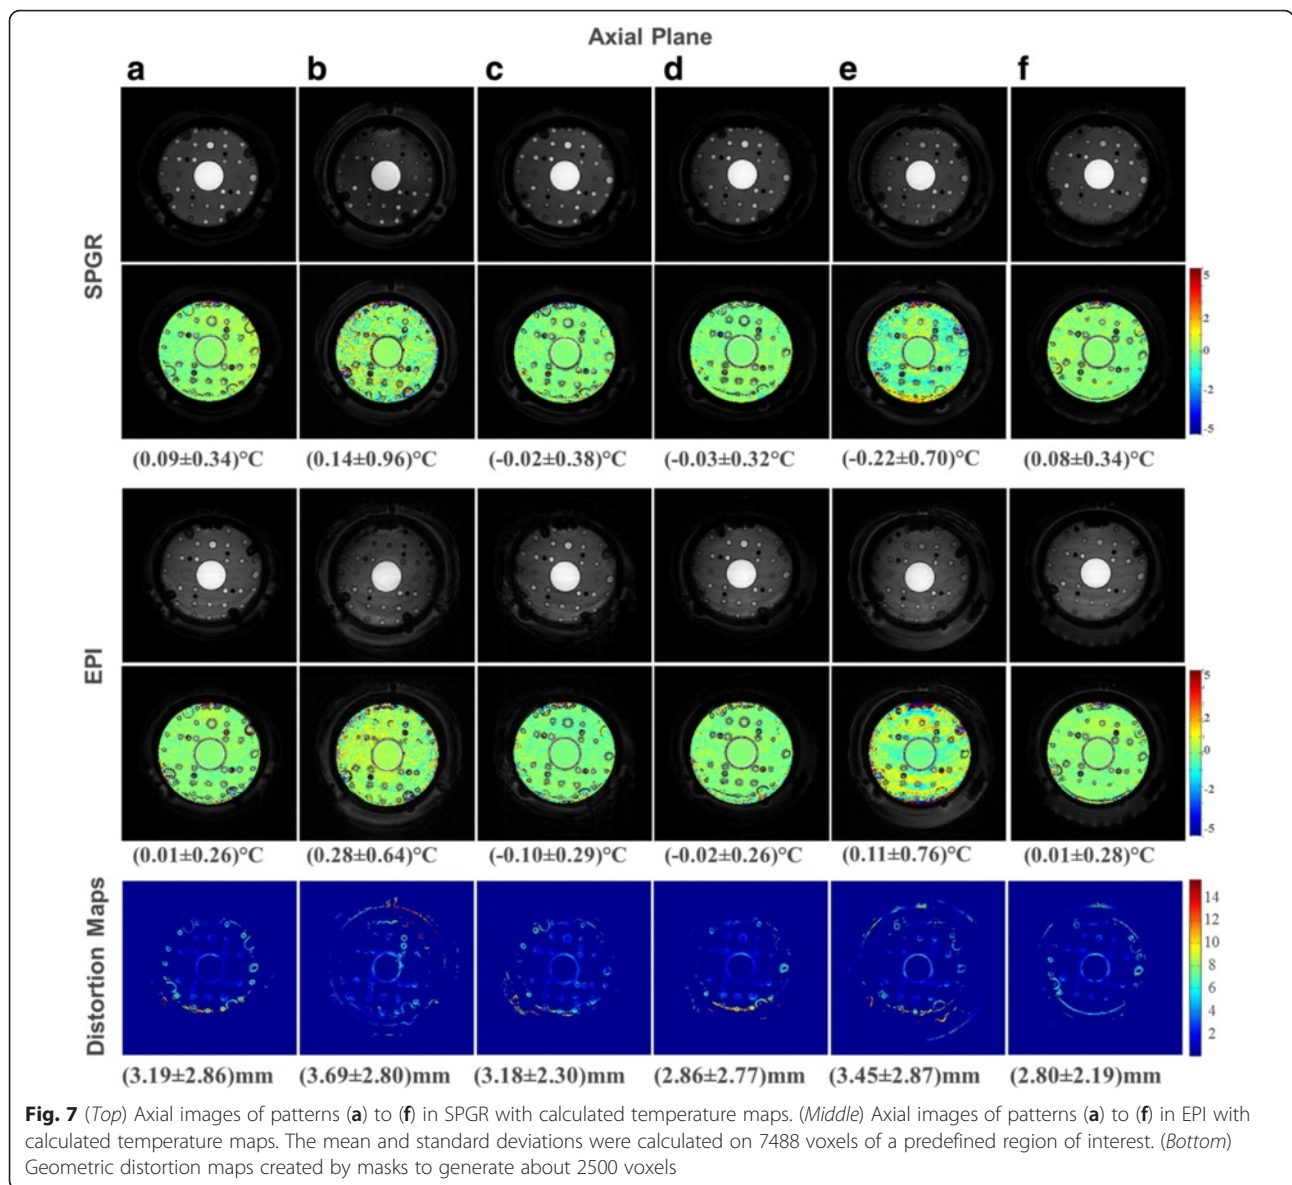 Axial Plane
a b c d e f
SPGR
5
2
0
-2
-5
(0.09±0.34)°C (0.14±0.96)°C (-0.02±0.38)°C (-0.03±0.32°C (-0.22±0.70)°C (0.08±0.34)°C
EPI
5
2
0
-2
-5
(0.01±0.26)°C (0.28±0.64)°C (-0.10±0.29)°C (-0.02±0.26)°C (0.11±0.76)°C (0.01±0.28)°C
Distortion Maps
14
12
10
8
6
4
2
(3.19±2.86)mm (3.69±2.80)mm (3.18±2.30)mm (2.86±2.77)mm (3.45±2.87)mm (2.80±2.19)mm
Fig. 7 (Top) Axial images of patterns (a) to (f) in SPGR with calculated temperature maps. (Middle) Axial images of patterns (a) to (f) in EPI with
calculated temperature maps. The mean and standard deviations were calculated on 7488 voxels of a predefined region of interest. (Bottom)
Geometric distortion maps created by masks to generate about 2500 voxels